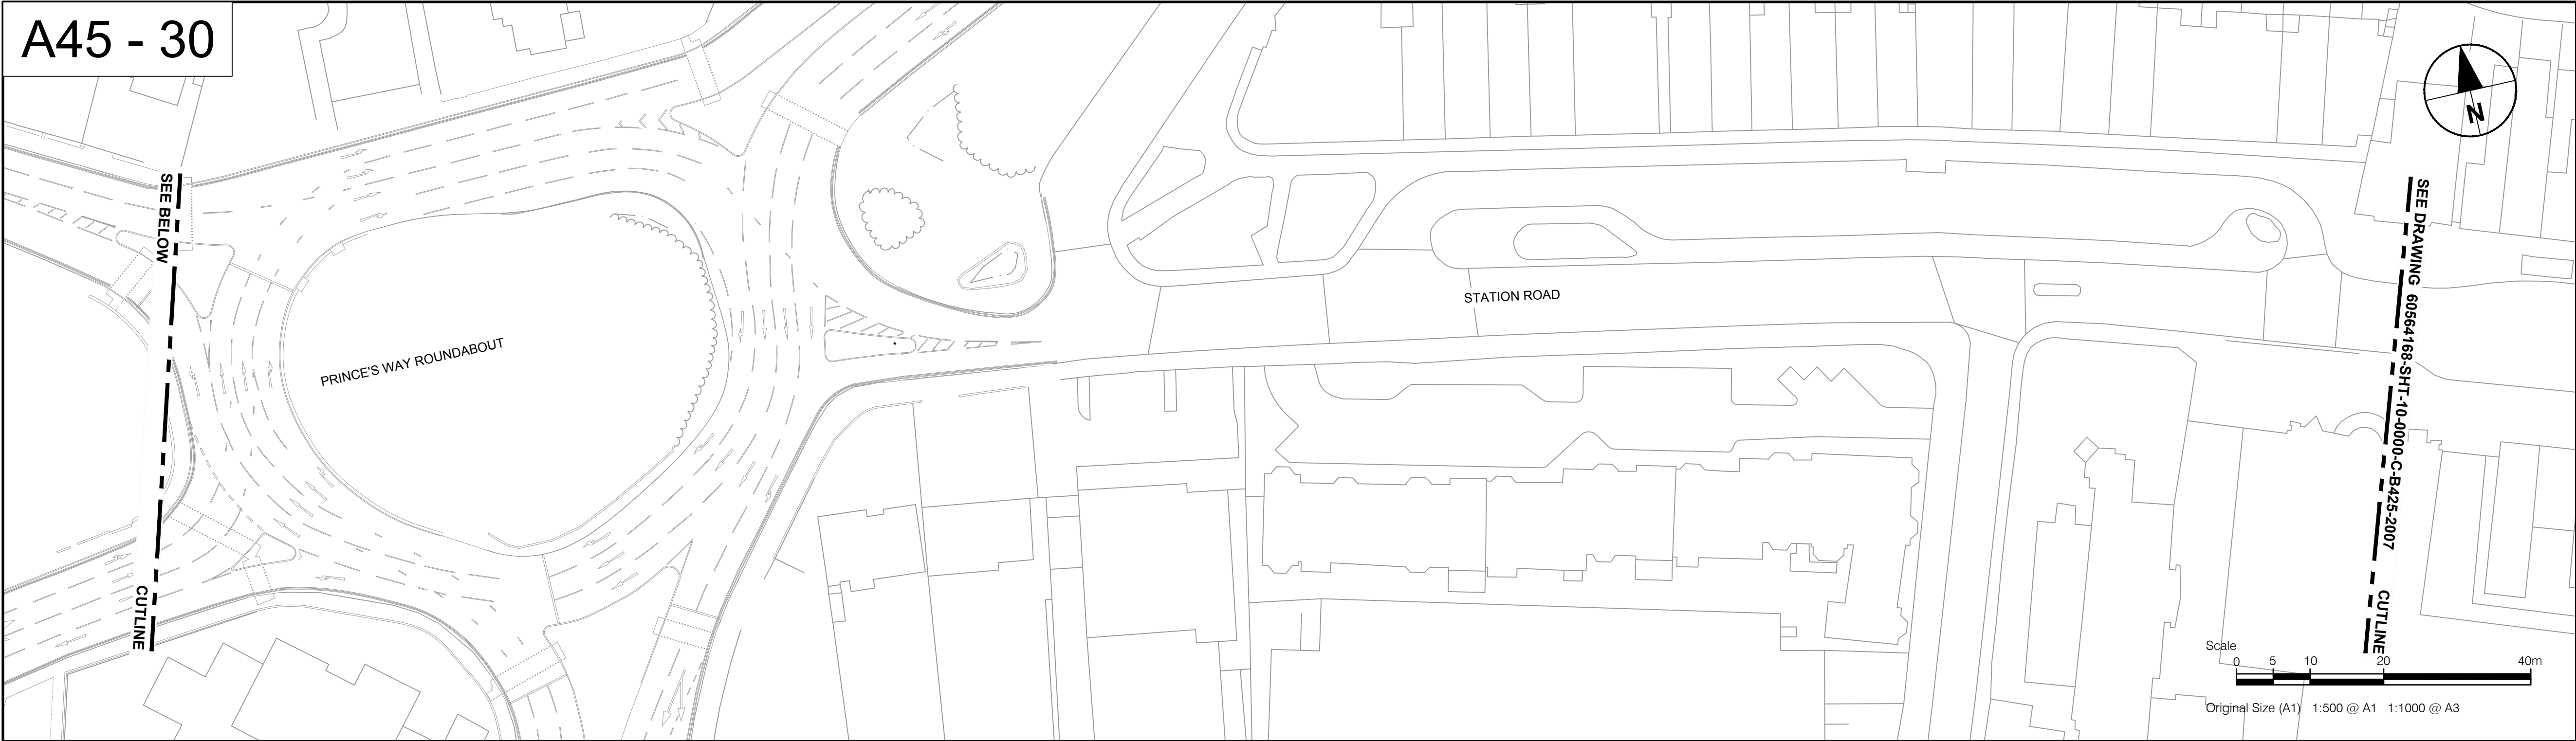 A45 - 30
N
SEE BELOW
CUTLINE
PRINCE'S WAY ROUNDABOUT
STATION ROAD
SEE DRAWING 60564168-SHT-10-0000-C-B425-2007
CUTLINE
Scale
0 5 10 20 40m
Original Size (A1) 1:500 @ A1 1:1000 @ A3